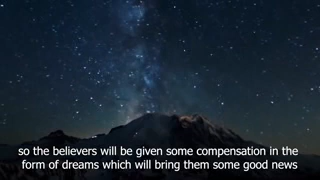 so the believers will be given some compensation in the
form of dreams which will bring them some good news